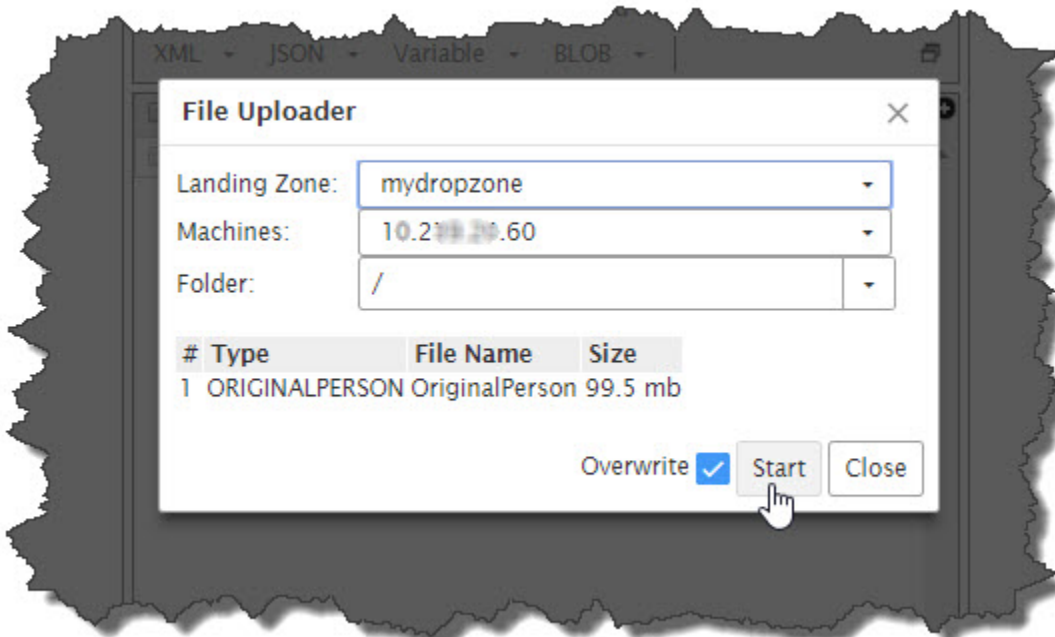 XML JSON Variable BLOB
File Uploader
Landing Zone: mydropzone
Machines:
Folder: /
# Type File Name Size
1 ORIGINALPERSON OriginalPerson 99.5 mb
Overwrite Start Close